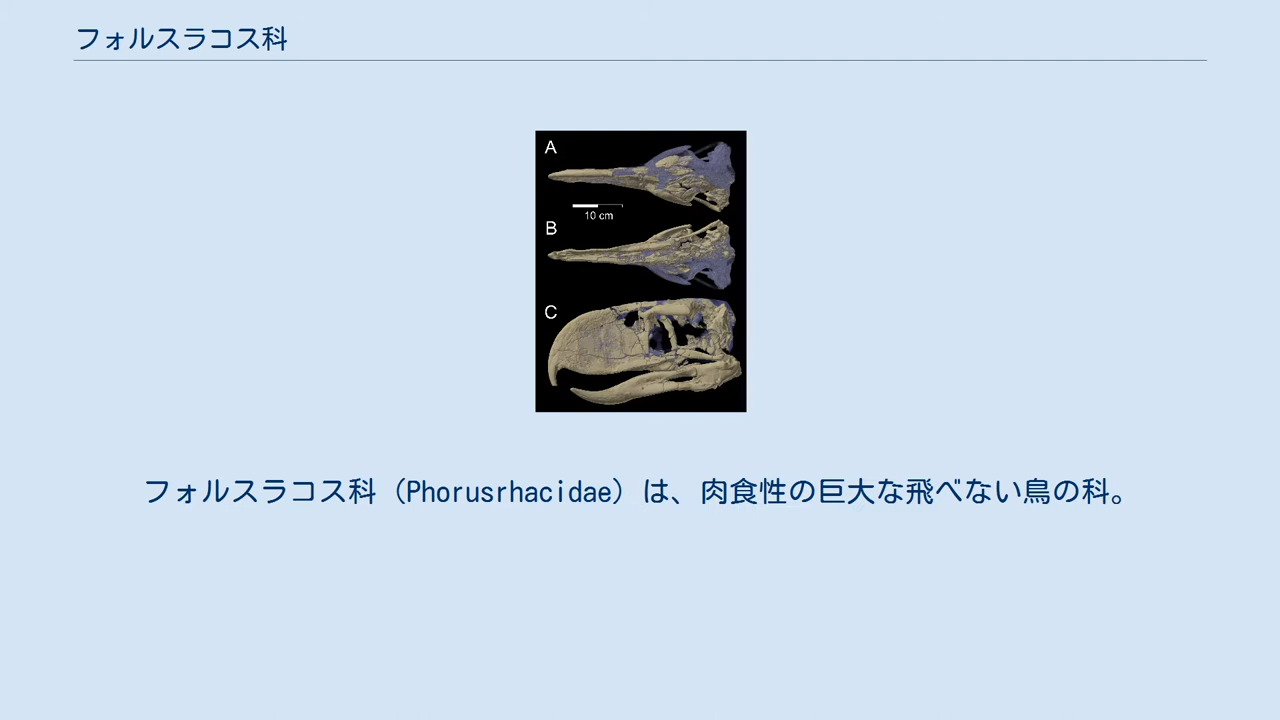 フォルスラコス科
A
10 cm
B
C
フォルスラコス科（Phorusrhacidae）は、肉食性の巨大な飛べない鳥の科。